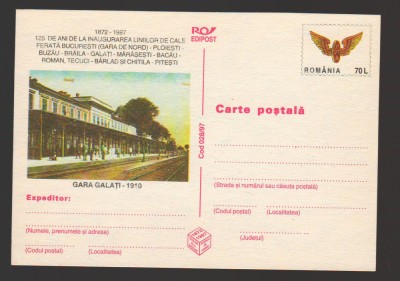 1872 - 1997
125 DE ANI DE LA INAUGURAREA LINIILOR DE CALE
FERATĂ BUCUREŞTI (GARA DE NORD) - PLOIEŞTI -
BUZĂU - BRĂILA - GALAŢI - MĂRĂŞEŞTI - BACĂU -
ROMAN, TECUCI - BÂRLAD ŞI CHITILA - PITEŞTI
GARA GALAŢI - 1910
Expeditor:
(Numele, prenumele şi adresa)
(Codul poştal) (Localitatea)
EDIPOST
Cod 028/97
ROMÂNIA 70L
Carte poştală
(Strada şi numărul sau căsuţa poştală)
(Codul poştal) (Localitatea)
(Judeţul)